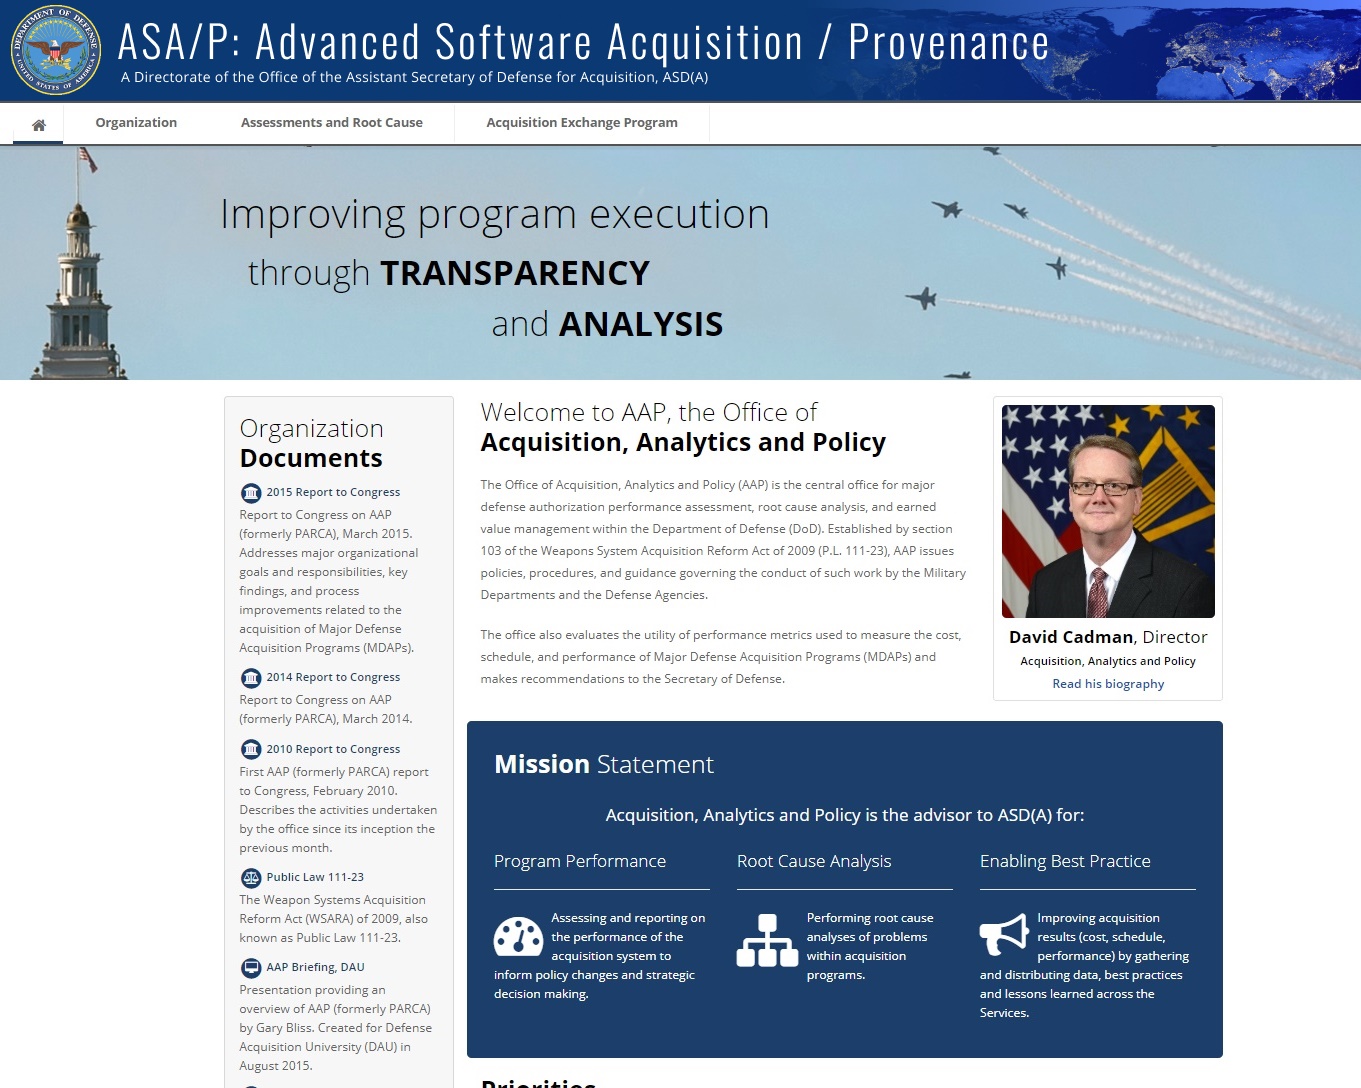 ASA/P: Advanced Software Acquisition / Provenance
A Directorate of the Office of the Assistant Secretary of Defense for Acquisition, ASD(A)
Organization
Assessments and Root Cause
Acquisition Exchange Program
Improving program execution
through TRANSPARENCY
and ANALYSIS
Organization
Documents
2015 Report to Congress
Report to Congress on AAP
(formerly PARCA), March 2015.
Addresses major organizational
goals and responsibilities, key
findings, and process
improvements related to the
acquisition of Major Defense
Acquisition Programs (MDAPs).
2014 Report to Congress
Report to Congress on AAP
(formerly PARCA), March 2014.
2010 Report to Congress
First AAP (formerly PARCA) report
to Congress, February 2010.
Describes the activities undertaken
by the office since its inception the
previous month.
Public Law 111-23
The Weapon Systems Acquisition
Reform Act (WSARA) of 2009, also
known as Public Law 111-23.
AAP Briefing, DAU
Presentation providing an
overview of AAP (formerly PARCA)
by Gary Bliss. Created for Defense
Acquisition University (DAU) in
August 2015.
Welcome to AAP, the Office of
Acquisition, Analytics and Policy
The Office of Acquisition, Analytics and Policy (AAP) is the central office for major
defense authorization performance assessment, root cause analysis, and earned
value management within the Department of Defense (DoD). Established by section
103 of the Weapons System Acquisition Reform Act of 2009 (P.L. 111-23), AAP issues
policies, procedures, and guidance governing the conduct of such work by the Military
Departments and the Defense Agencies.
The office also evaluates the utility of performance metrics used to measure the cost,
schedule, and performance of Major Defense Acquisition Programs (MDAPs) and
makes recommendations to the Secretary of Defense.
David Cadman, Director
Acquisition, Analytics and Policy
Read his biography
Mission Statement
Acquisition, Analytics and Policy is the advisor to ASD(A) for:
Program Performance
Assessing and reporting on
the performance of the
acquisition system to
inform policy changes and strategic
decision making.
Root Cause Analysis
Performing root cause
analyses of problems
within acquisition
programs.
Enabling Best Practice
Improving acquisition
results (cost, schedule,
performance) by gathering
and distributing data, best practices
and lessons learned across the
Services.
Priorities